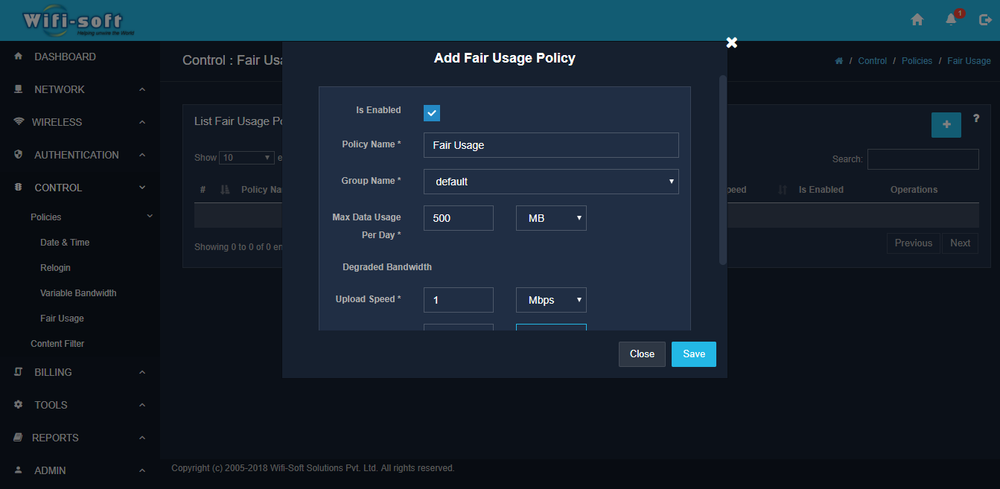 Wifi-soft
Helping unwire the World
1
DASHBOARD
NETWORK
WIRELESS
AUTHENTICATION
CONTROL
Policies
Date & Time
Relogin
Variable Bandwidth
Fair Usage
Content Filter
BILLING
TOOLS
REPORTS
ADMIN
Control : Fair Usa
/ Control / Policies / Fair Usage
List Fair Usage Po
?
Show 10 e
Search:
# Policy Na
peed Is Enabled Operations
Showing 0 to 0 of 0 en
Previous Next
Add Fair Usage Policy
Is Enabled
Policy Name * Fair Usage
Group Name * default
Max Data Usage
Per Day * 500 MB
Degraded Bandwidth
Upload Speed * 1 Mbps
Close Save
Copyright (c) 2005-2018 Wifi-Soft Solutions Pvt. Ltd. All rights reserved.